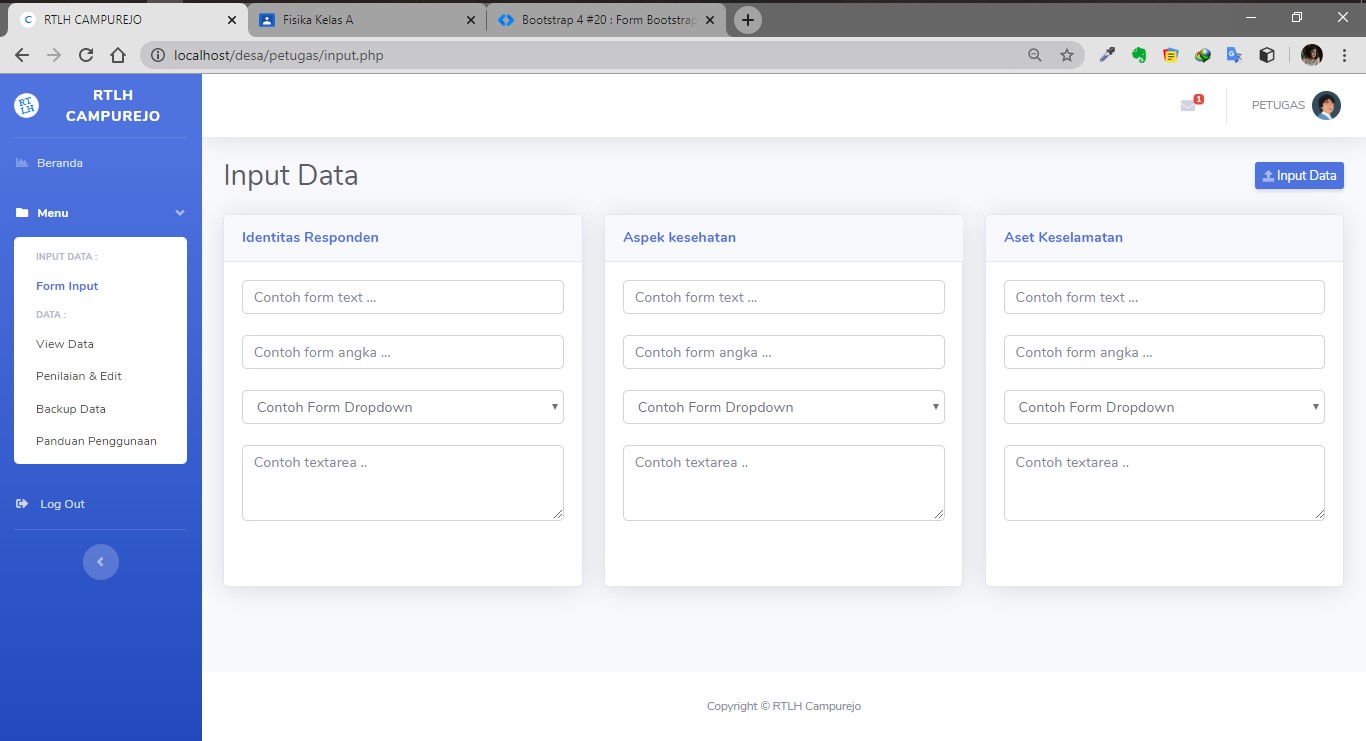 RTLH CAMPUREJO
Fisika Kelas A
Bootstrap 4 #20 : Form Bootstrap
localhost/desa/petugas/input.php
RT
LH
RTLH
CAMPUREJO
1
PETUGAS
Beranda
Menu
INPUT DATA :
Form Input
DATA :
View Data
Penilaian & Edit
Backup Data
Panduan Penggunaan
Log Out
Input Data
Input Data
Identitas Responden
Contoh form text ...
Contoh form angka ...
Contoh Form Dropdown
Contoh textarea ..
Aspek kesehatan
Contoh form text ...
Contoh form angka ...
Contoh Form Dropdown
Contoh textarea ..
Aset Keselamatan
Contoh form text ...
Contoh form angka ...
Contoh Form Dropdown
Contoh textarea ..
Copyright © RTLH Campurejo